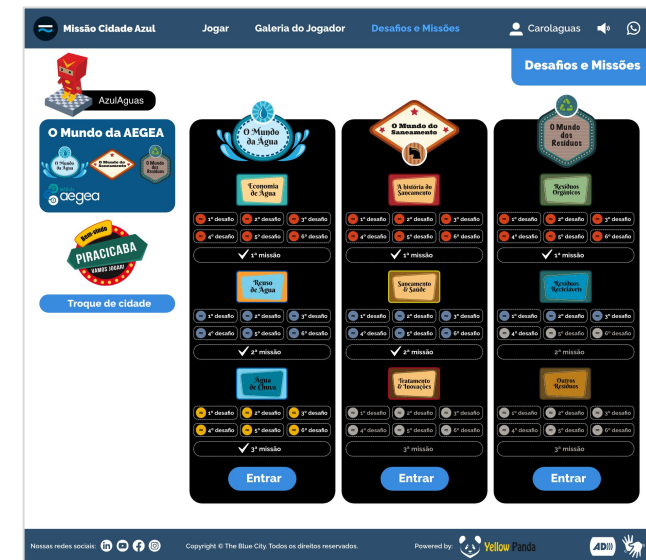 Missão Cidade Azul
Jogar
Galeria do Jogador
Desafios e Missões
Carolaguas
Desafios e Missões
AzulAguas
O Mundo da AEGEA
O Mundo da Água
O Mundo do Saneamento
O Mundo dos Resíduos
aegea
Bem-vindo
PIRACICABA
VAMOS JOGAR!
Troque de cidade
O Mundo
da Água
Economia
de Água
1º desafio 2º desafio 3º desafio
4º desafio 5º desafio 6º desafio
1ª missão
Reuso
de Água
1º desafio 2º desafio 3º desafio
4º desafio 5º desafio 6º desafio
2ª missão
Água
de Chuva
1º desafio 2º desafio 3º desafio
4º desafio 5º desafio 6º desafio
3ª missão
Entrar
O Mundo do
Saneamento
A história do
Saneamento
1º desafio 2º desafio 3º desafio
4º desafio 5º desafio 6º desafio
1ª missão
Saneamento
& Saúde
1º desafio 2º desafio 3º desafio
4º desafio 5º desafio 6º desafio
2ª missão
Tratamento
& Inovações
1º desafio 2º desafio 3º desafio
4º desafio 5º desafio 6º desafio
3ª missão
Entrar
O Mundo
dos
Resíduos
Resíduos
Orgânicos
1º desafio 2º desafio 3º desafio
4º desafio 5º desafio 6º desafio
1ª missão
Resíduos
Recicláveis
1º desafio 2º desafio 3º desafio
4º desafio 5º desafio 6º desafio
2ª missão
Outros
Resíduos
1º desafio 2º desafio 3º desafio
4º desafio 5º desafio 6º desafio
3ª missão
Entrar
Nossas redes sociais:
Copyright © The Blue City. Todos os direitos reservados.
Powered by:
Yellow Panda
AD)))